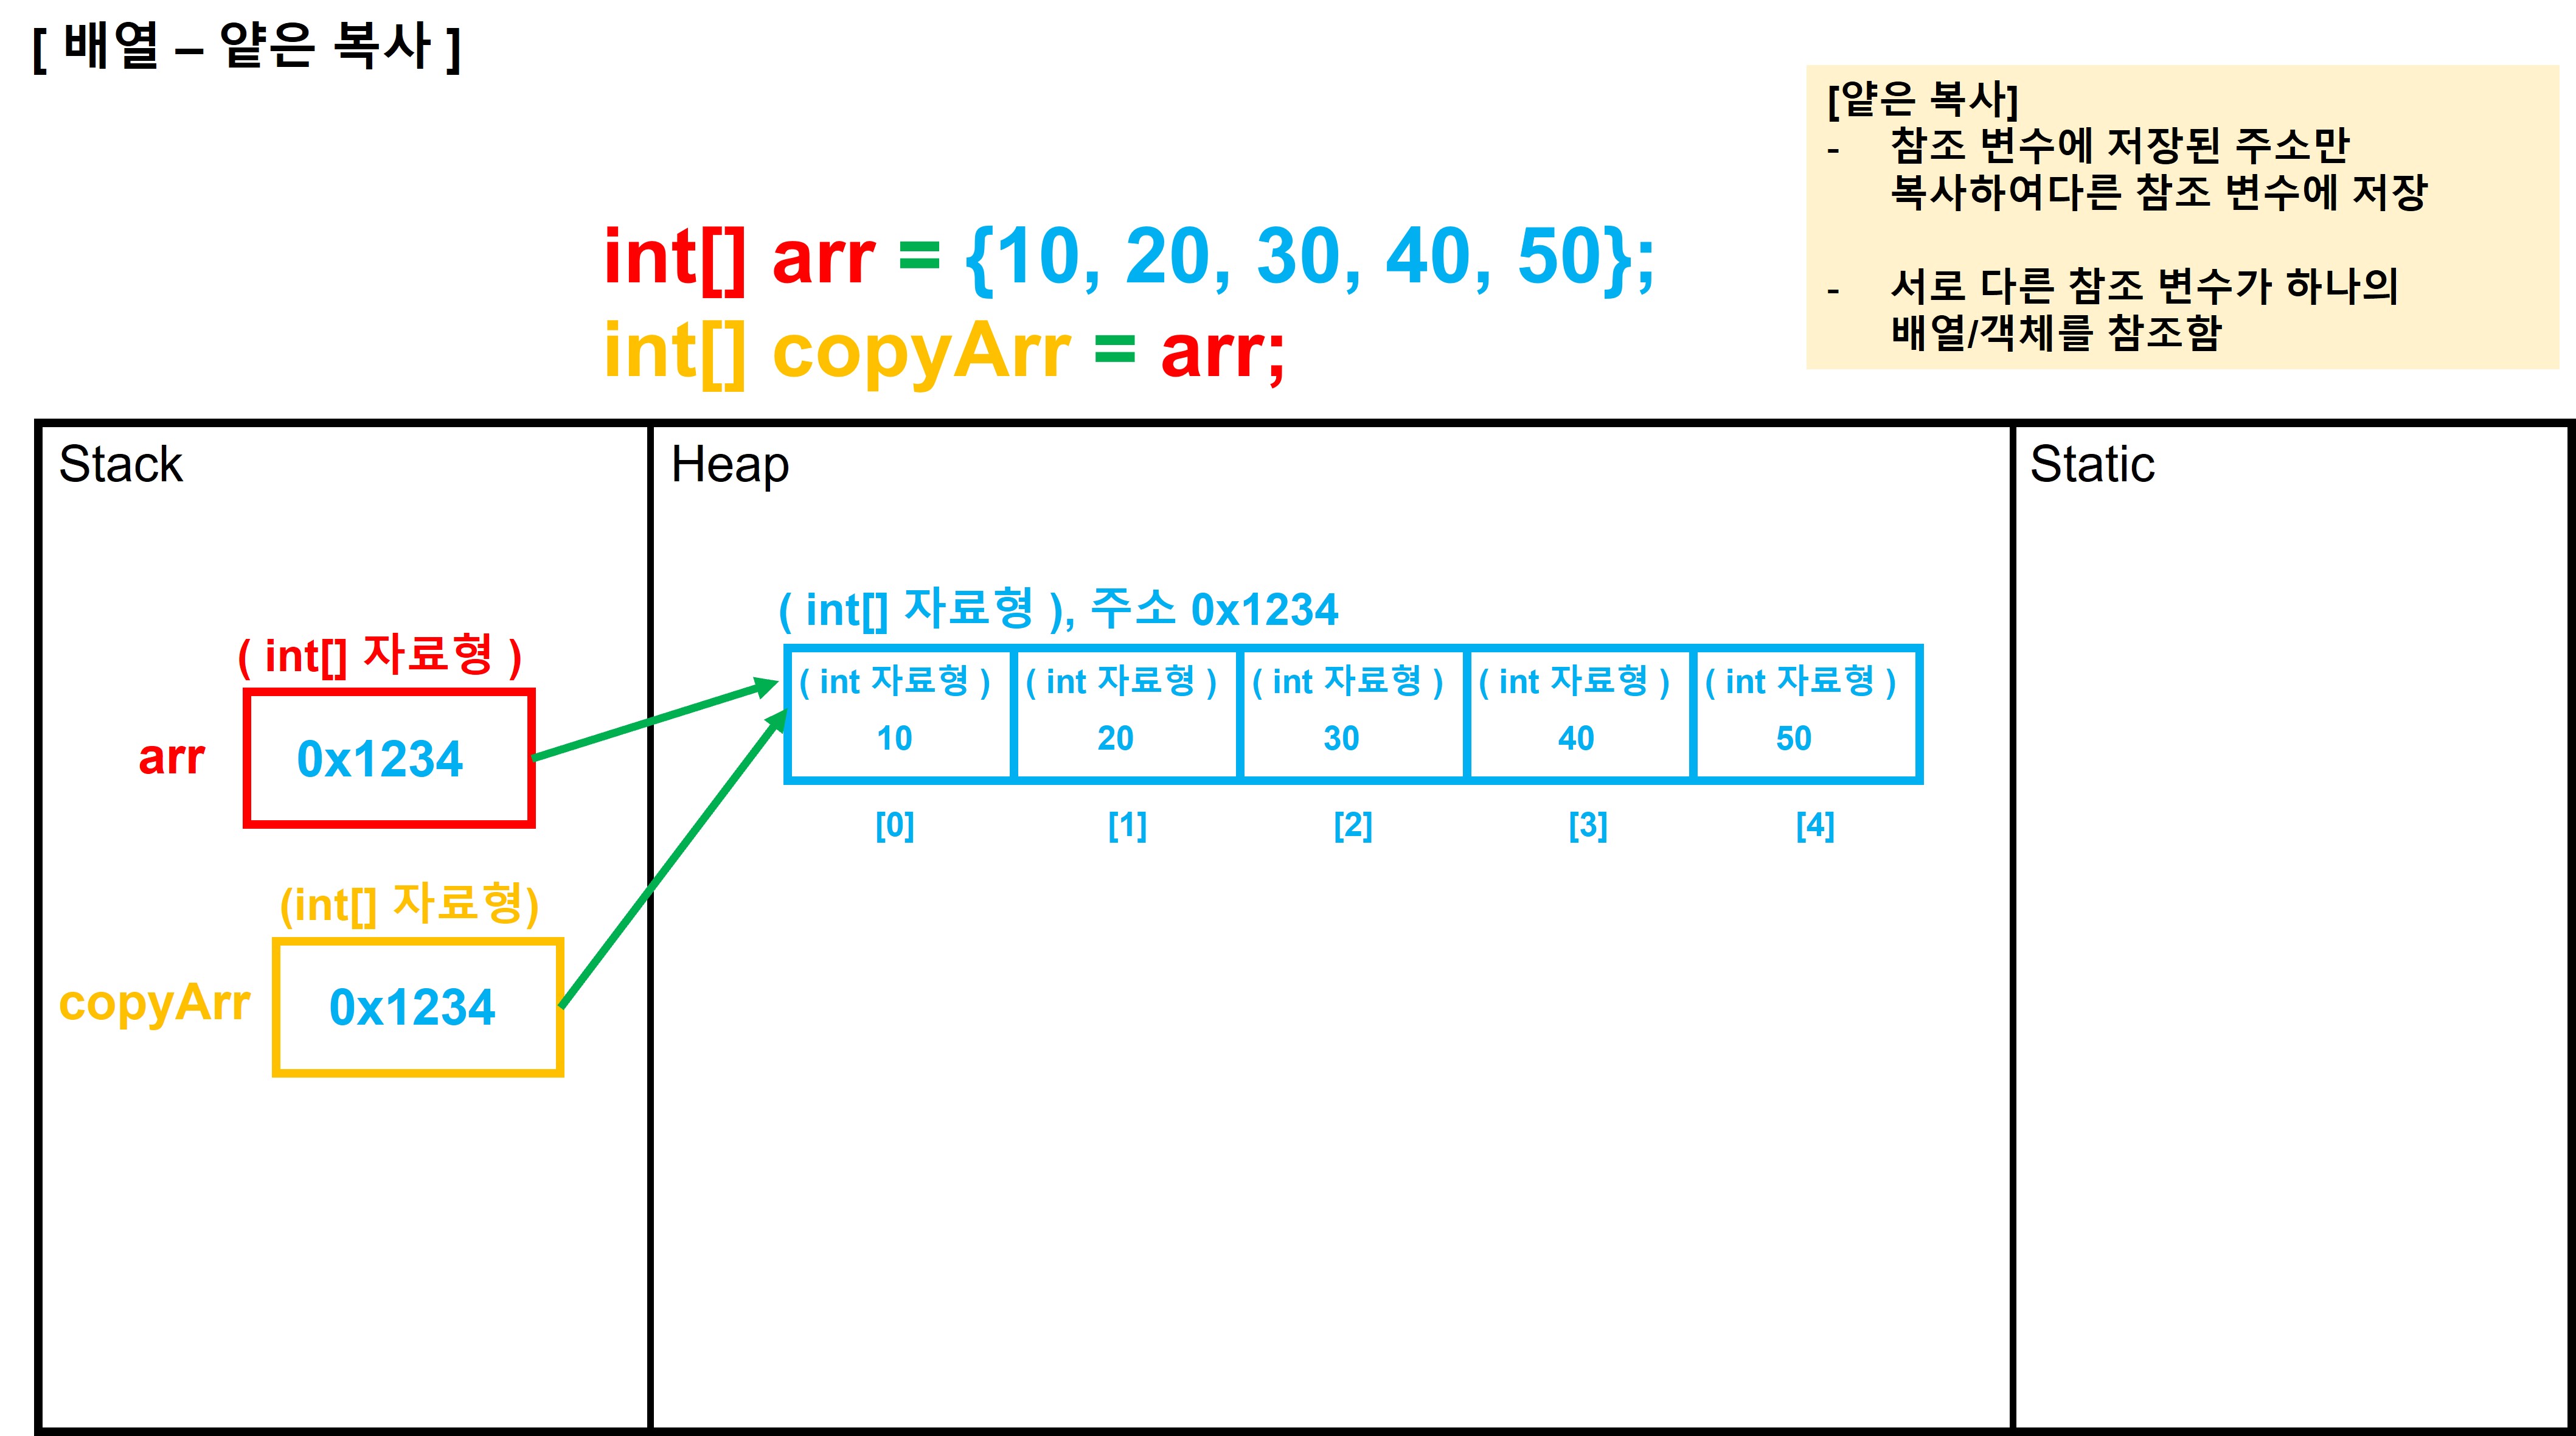 [ 배열 – 얕은 복사 ]
[얕은 복사]
- 참조 변수에 저장된 주소만
복사하여다른 참조 변수에 저장
- 서로 다른 참조 변수가 하나의
배열/객체를 참조함
int[] arr = {10, 20, 30, 40, 50};
int[] copyArr = arr;
Stack
Heap
Static
( int[] 자료형 )
arr
0x1234
(int[] 자료형)
copyArr
0x1234
( int[] 자료형 ), 주소 0x1234
( int 자료형 ) ( int 자료형 ) ( int 자료형 ) ( int 자료형 ) ( int 자료형 )
10 20 30 40 50
[0] [1] [2] [3] [4]